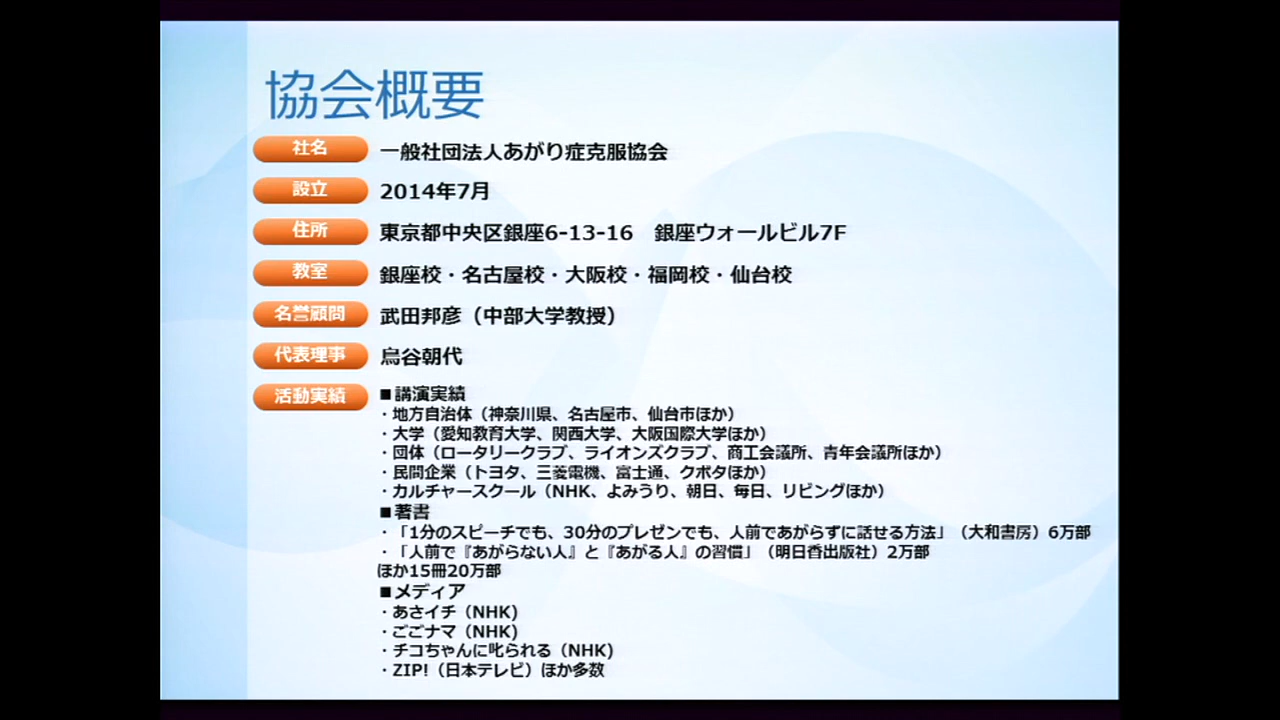 協会概要
社名 一般社団法人あがり症克服協会
設立 2014年7月
住所 東京都中央区銀座6-13-16　銀座ウォールビル7F
教室 銀座校・名古屋校・大阪校・福岡校・仙台校
名誉顧問 武田邦彦（中部大学教授）
代表理事 鳥谷朝代
活動実績 ■講演実績
・地方自治体（神奈川県、名古屋市、仙台市ほか）
・大学（愛知教育大学、関西大学、大阪国際大学ほか）
・団体（ロータリークラブ、ライオンズクラブ、商工会議所、青年会議所ほか）
・民間企業（トヨタ、三菱電機、富士通、クボタほか）
・カルチャースクール（NHK、よみうり、朝日、毎日、リビングほか）
■著書
・「1分のスピーチでも、30分のプレゼンでも、人前であがらずに話せる方法」（大和書房）6万部
・「人前で『あがらない人』と『あがる人』の習慣」（明日香出版社）2万部
ほか15冊20万部
■メディア
・あさイチ（NHK)
・ごごナマ（NHK)
・チコちゃんに叱られる（NHK)
・ZIP!（日本テレビ）ほか多数